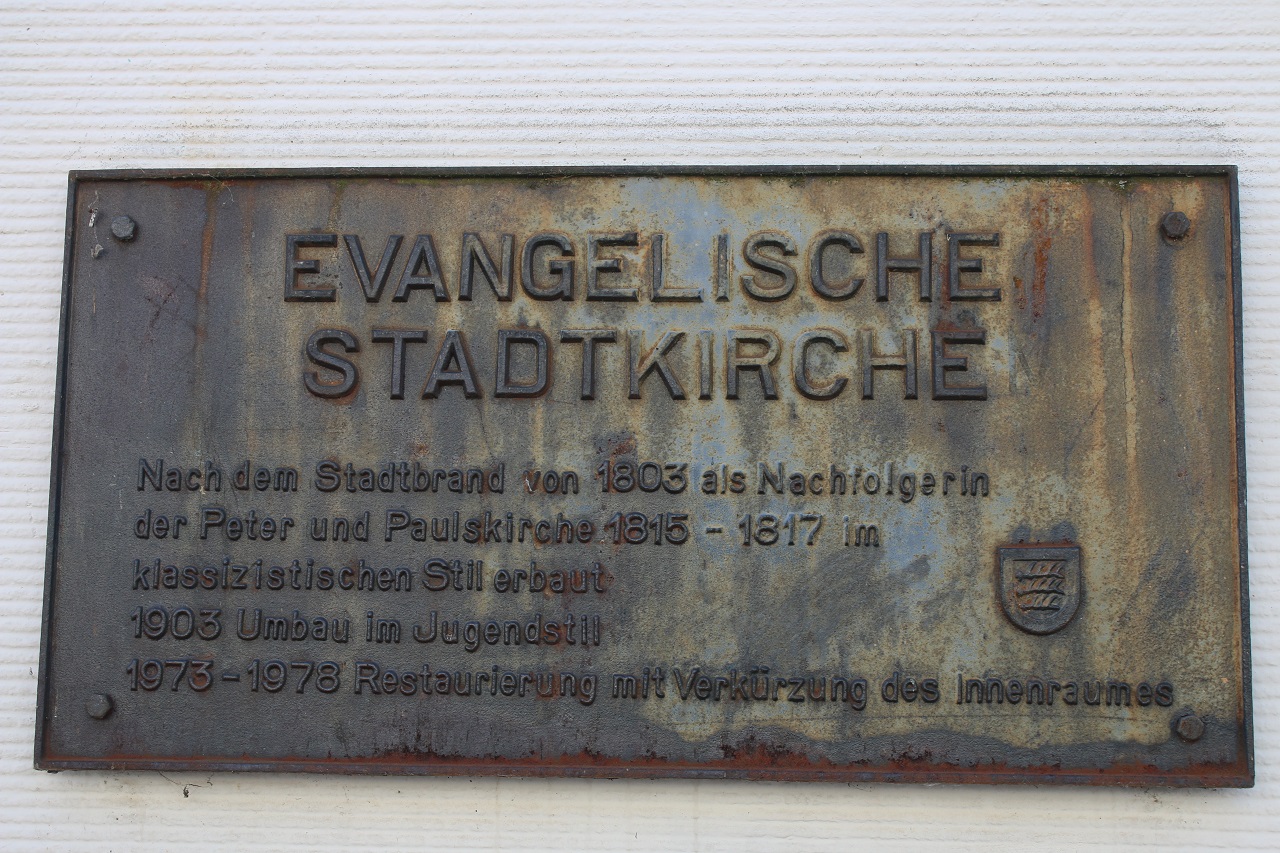 EVANGELISCHE
STADTKIRCHE
Nach dem Stadtbrand von 1803 als Nachfolgerin
der Peter und Paulskirche 1815 - 1817 im
klassizistischen Stil erbaut
1903 Umbau im Jugendstil
1973 - 1978 Restaurierung mit Verkürzung des Innenraumes